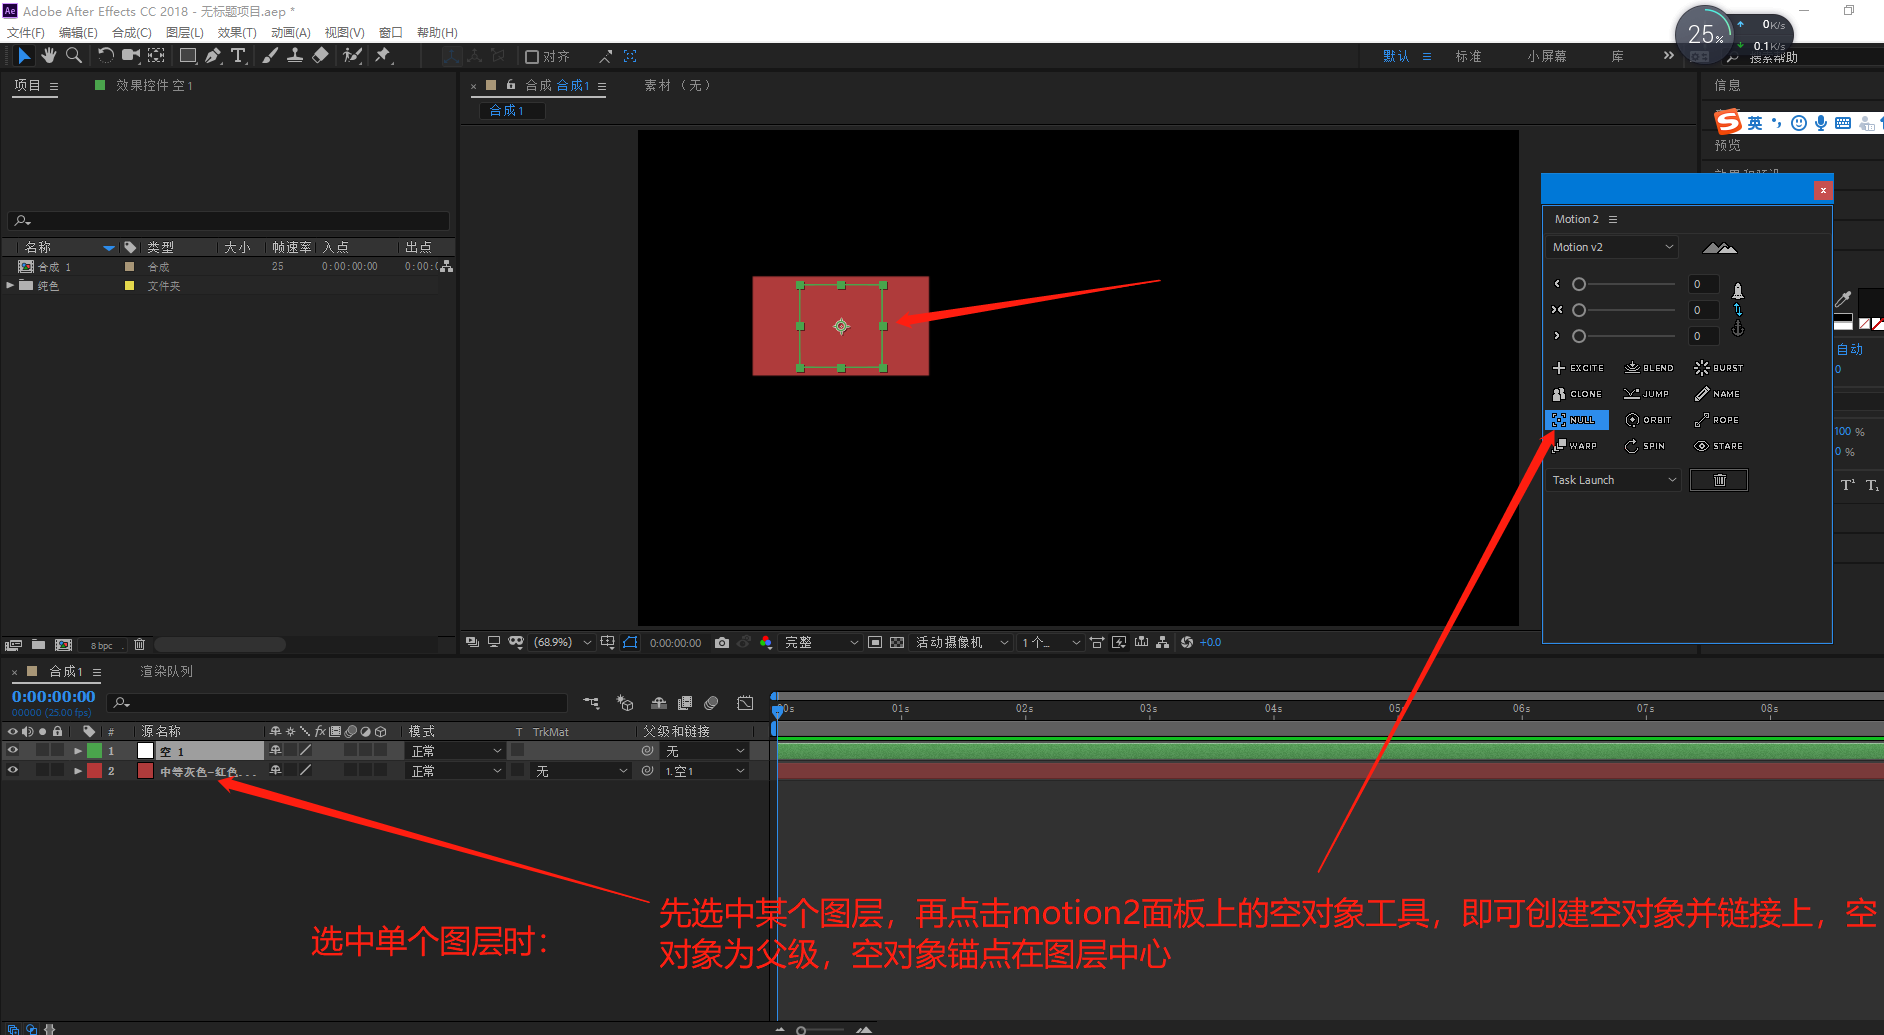 Ae Adobe After Effects CC 2018 - 无标题项目.aep *
文件(F) 编辑(E) 合成(C) 图层(L) 效果(T) 动画(A) 视图(V) 窗口 帮助(H)
25% 0K/s
0.1K/s
对齐 默认 标准 小屏幕 库 搜索帮助
项目 效果控件 空 1
合成 合成1 素材 （无）
信息
合成1
英
预览
Motion 2
Motion v2
名称 类型 大小 帧速率 入点 出点
合成 1 合成 25 0:00:00:00 0:00:
纯色 文件夹
0
0
0
自动
0
EXCITE BLEND BURST
CLONE JUMP NAME
NULL ORBIT ROPE
WARP SPIN STARE
100 %
0 %
Task Launch
8 bpc
(68.9%) 0:00:00:00 完整 活动摄像机 1 个... +0.0
合成1 渲染队列
0:00:00:00
00000 (25.00 fps)
00s 01s 02s 03s 04s 05s 06s 07s 08s
# 源名称 fx 模式 T TrkMat 父级和链接
1 空 1 正常 无
2 中等灰色-红色... 正常 无 1.空1
选中单个图层时：
先选中某个图层，再点击motion2面板上的空对象工具，即可创建空对象并链接上，空
对象为父级，空对象锚点在图层中心